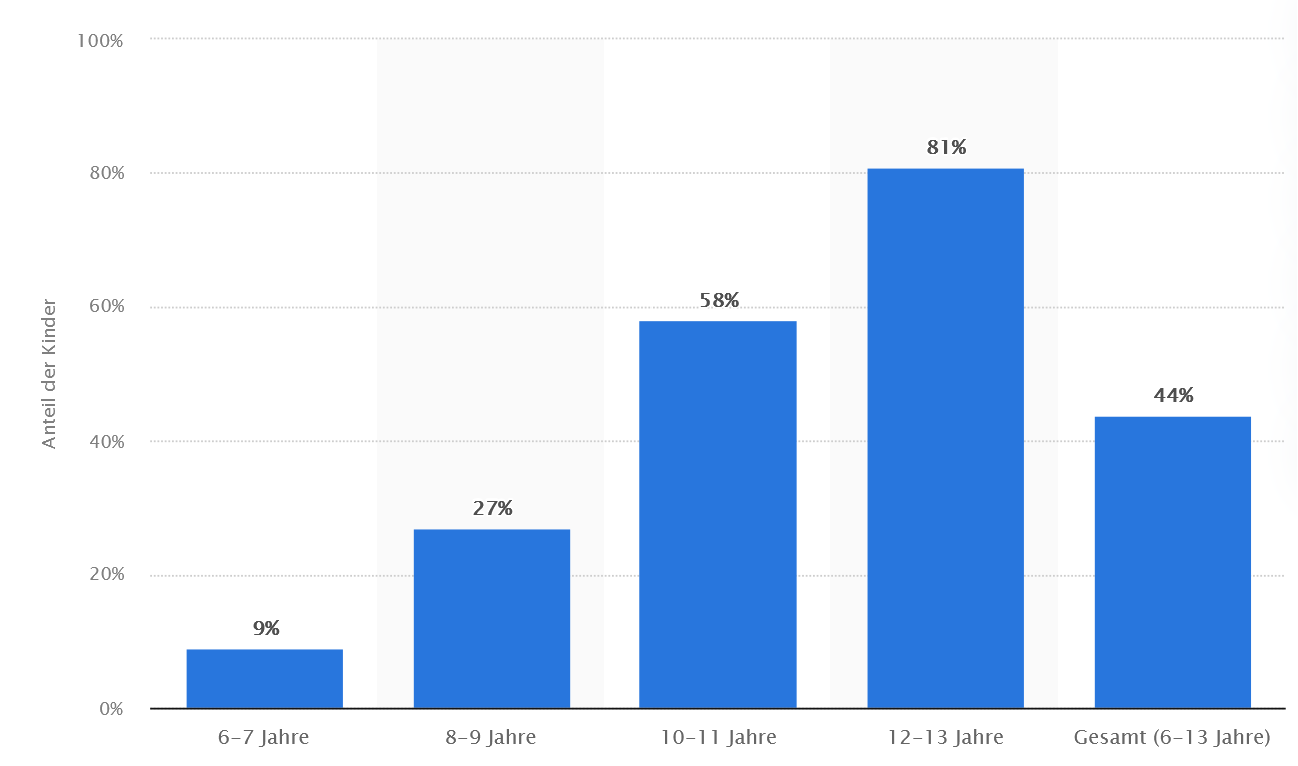 100%
80%
60%
40%
20%
0%
Anteil der Kinder
9%
27%
58%
81%
44%
6-7 Jahre
8-9 Jahre
10-11 Jahre
12-13 Jahre
Gesamt (6-13 Jahre)